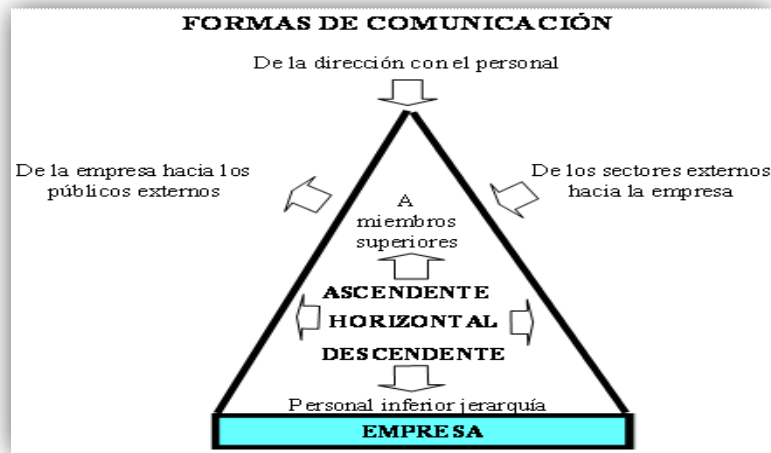 FORMAS DE COMUNICACIÓN
De la dirección con el personal
De la empresa hacia los
públicos externos
De los sectores externos
hacia la empresa
A
miembros
superiores
ASCENDENTE
HORIZONTAL
DESCENDENTE
Personal inferior jerarquía
EMPRESA